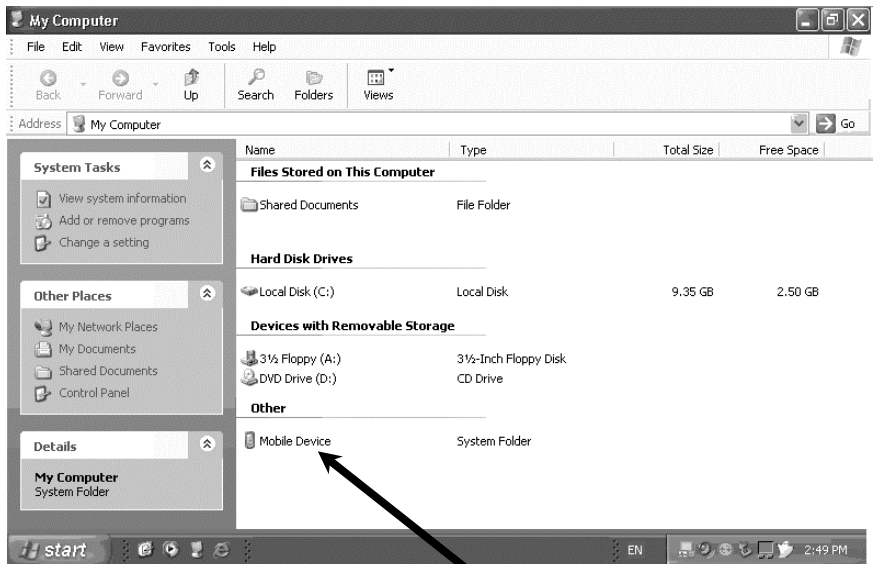 My Computer
File Edit View Favorites Tools Help
Back Forward Up Search Folders Views
Address My Computer Go
System Tasks
View system information
Add or remove programs
Change a setting
Other Places
My Network Places
My Documents
Shared Documents
Control Panel
Details
My Computer
System Folder
Name Type Total Size Free Space
Files Stored on This Computer
Shared Documents File Folder
Hard Disk Drives
Local Disk (C:) Local Disk 9.35 GB 2.50 GB
Devices with Removable Storage
3½ Floppy (A:) 3½-Inch Floppy Disk
DVD Drive (D:) CD Drive
Other
Mobile Device System Folder
start EN 2:49 PM